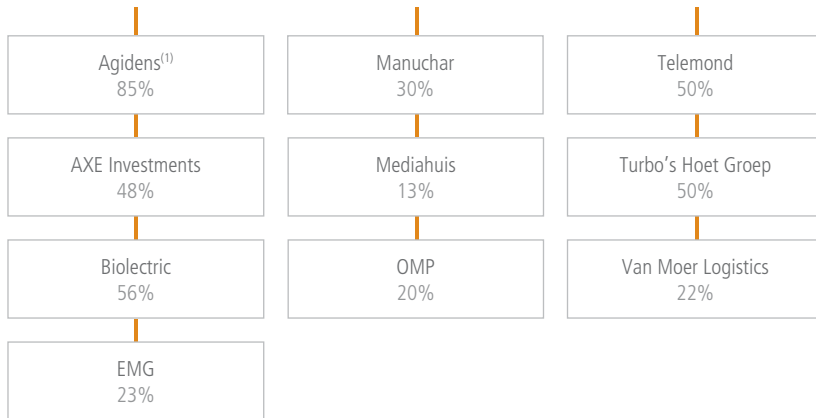 Agidens(1)
85%
Manuchar
30%
Telemond
50%
AXE Investments
48%
Mediahuis
13%
Turbo's Hoet Groep
50%
Biolectric
56%
OMP
20%
Van Moer Logistics
22%
EMG
23%